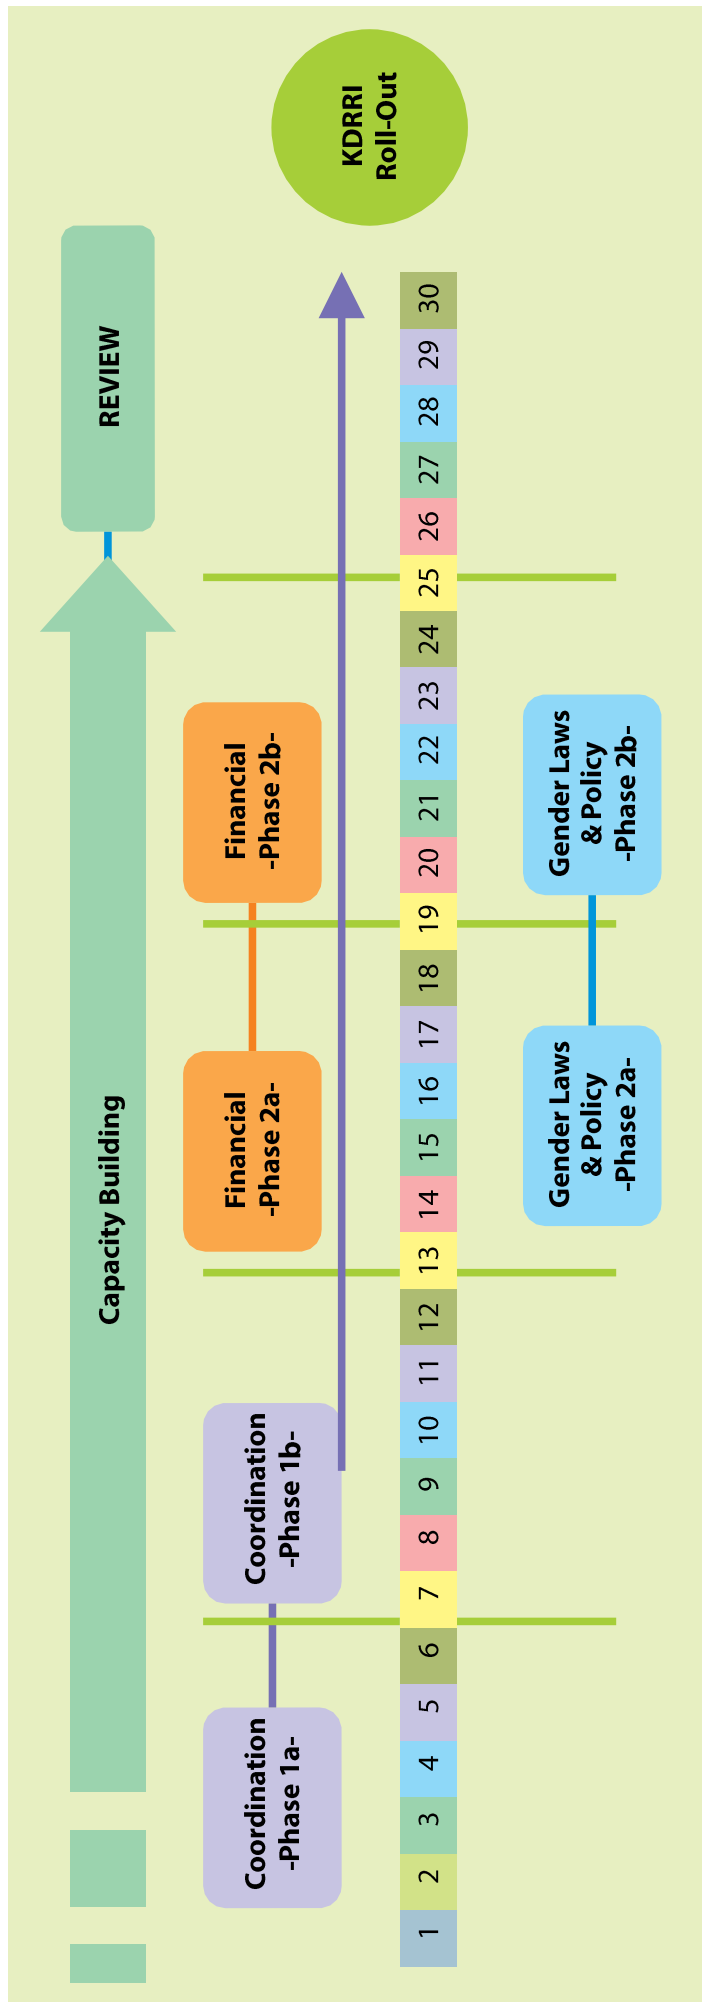 Capacity Building
REVIEW
Coordination
-Phase 1a-
Coordination
-Phase 1b-
Financial
-Phase 2a-
Financial
-Phase 2b-
KDRRI
Roll-Out
1 2 3 4 5 6 7 8 9 10 11 12 13 14 15 16 17 18 19 20 21 22 23 24 25 26 27 28 29 30
Gender Laws
& Policy
-Phase 2a-
Gender Laws
& Policy
-Phase 2b-